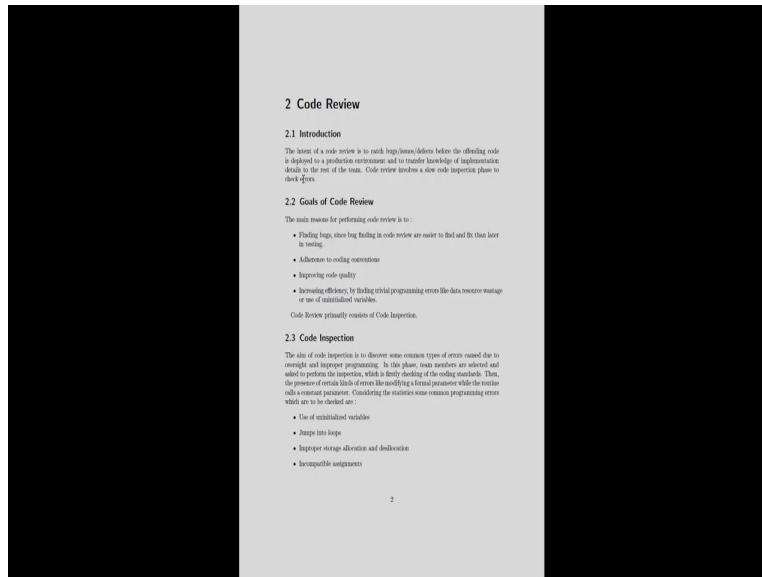 2 Code Review
2.1 Introduction
The intent of a code review is to catch bugs/issues/defects before the offending code
is deployed to a production environment and to transfer knowledge of implementation
details to the rest of the team. Code review involves a slow code inspection phase to
check errors.
2.2 Goals of Code Review
The main reasons for performing code review is to :
• Finding bugs, since bug finding in code review are easier to find and fix than later
in testing.
• Adherence to coding conventions
• Improving code quality
• Increasing efficiency, by finding trivial programming errors like data resource wastage
or use of uninitialized variables.
Code Review primarily consists of Code Inspection.
2.3 Code Inspection
The aim of code inspection is to discover some common types of errors caused due to
oversight and improper programming. In this phase, team members are selected and
asked to perform the inspection, which is firstly checking of the coding standards. Then,
the presence of certain kinds of errors like modifying a formal parameter while the routine
calls a constant parameter. Considering the statistics some common programming errors
which are to be checked are :
• Use of uninitialized variables
• Jumps into loops
• Improper storage allocation and deallocation
• Incompatible assignments
2